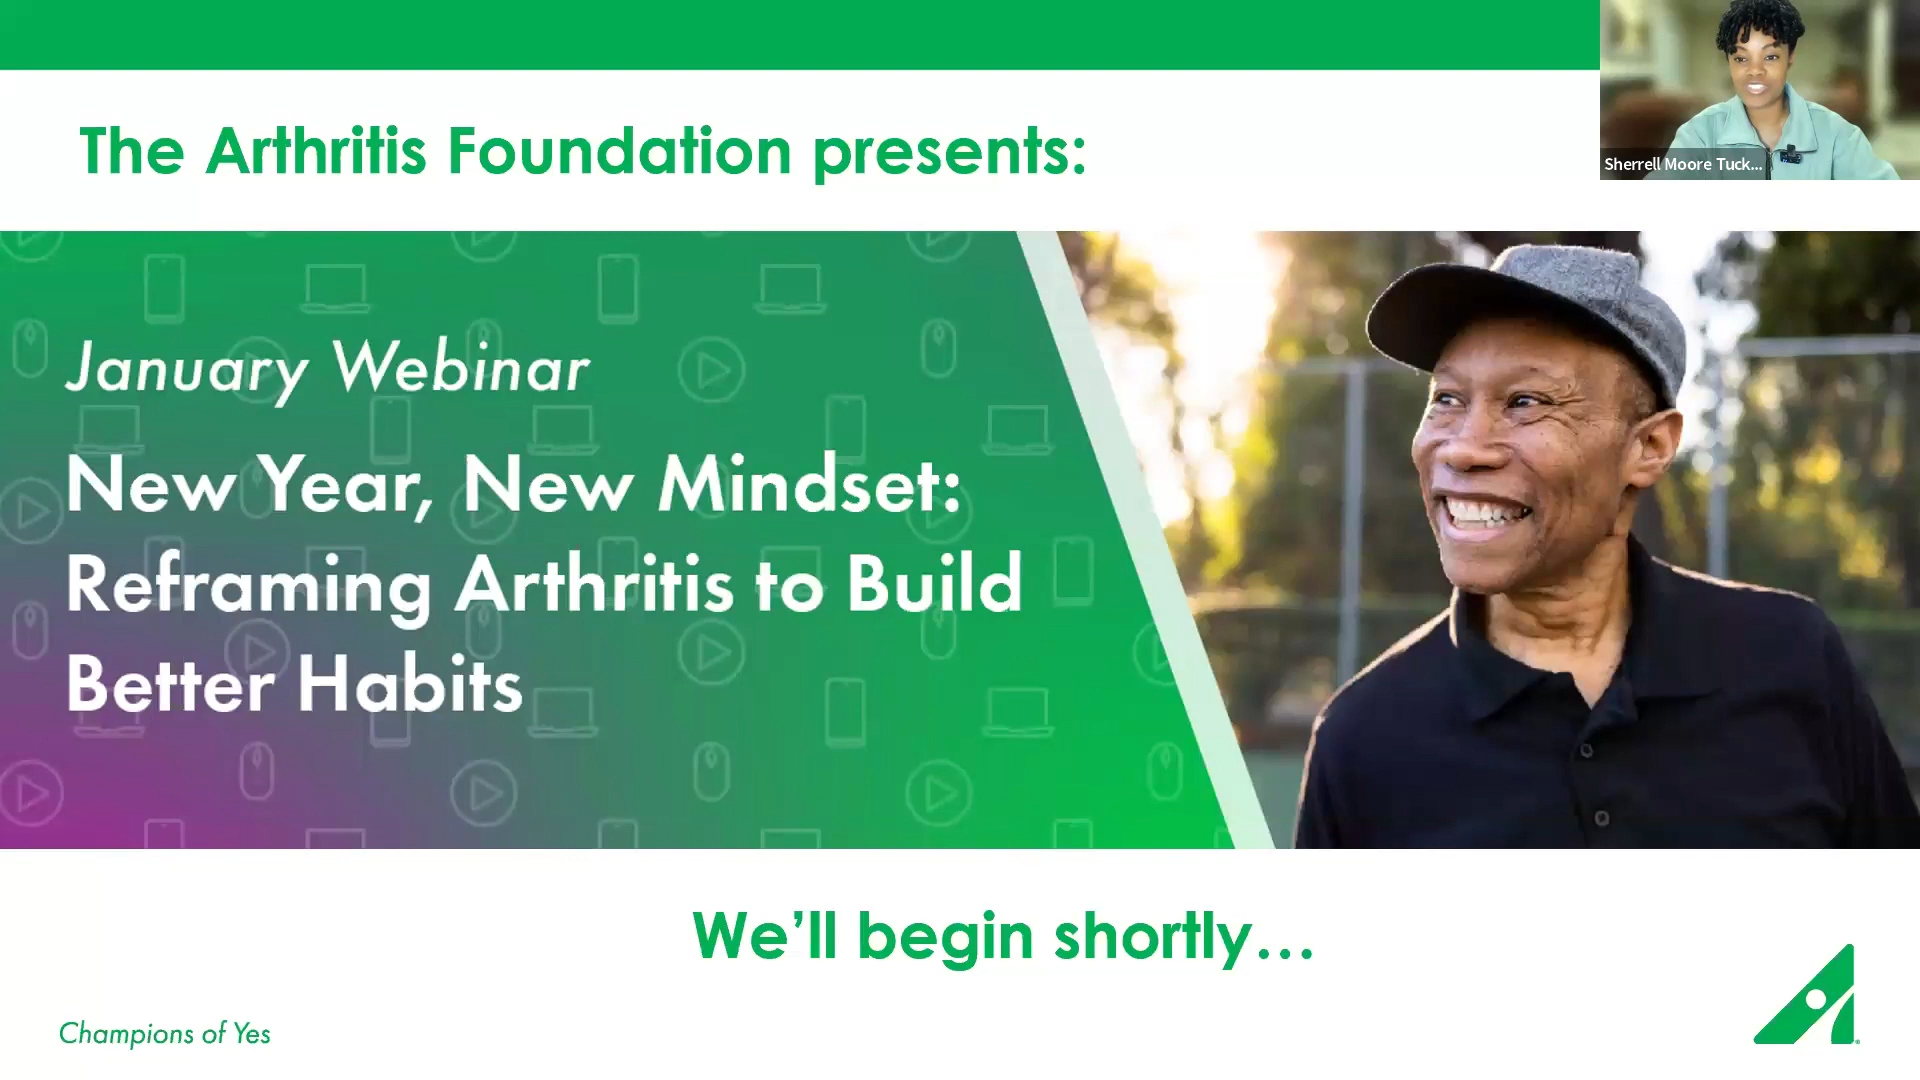 The Arthritis Foundation presents:
Sherrell Moore Tuck...
January Webinar
New Year, New Mindset:
Reframing Arthritis to Build
Better Habits
We’ll begin shortly…
Champions of Yes